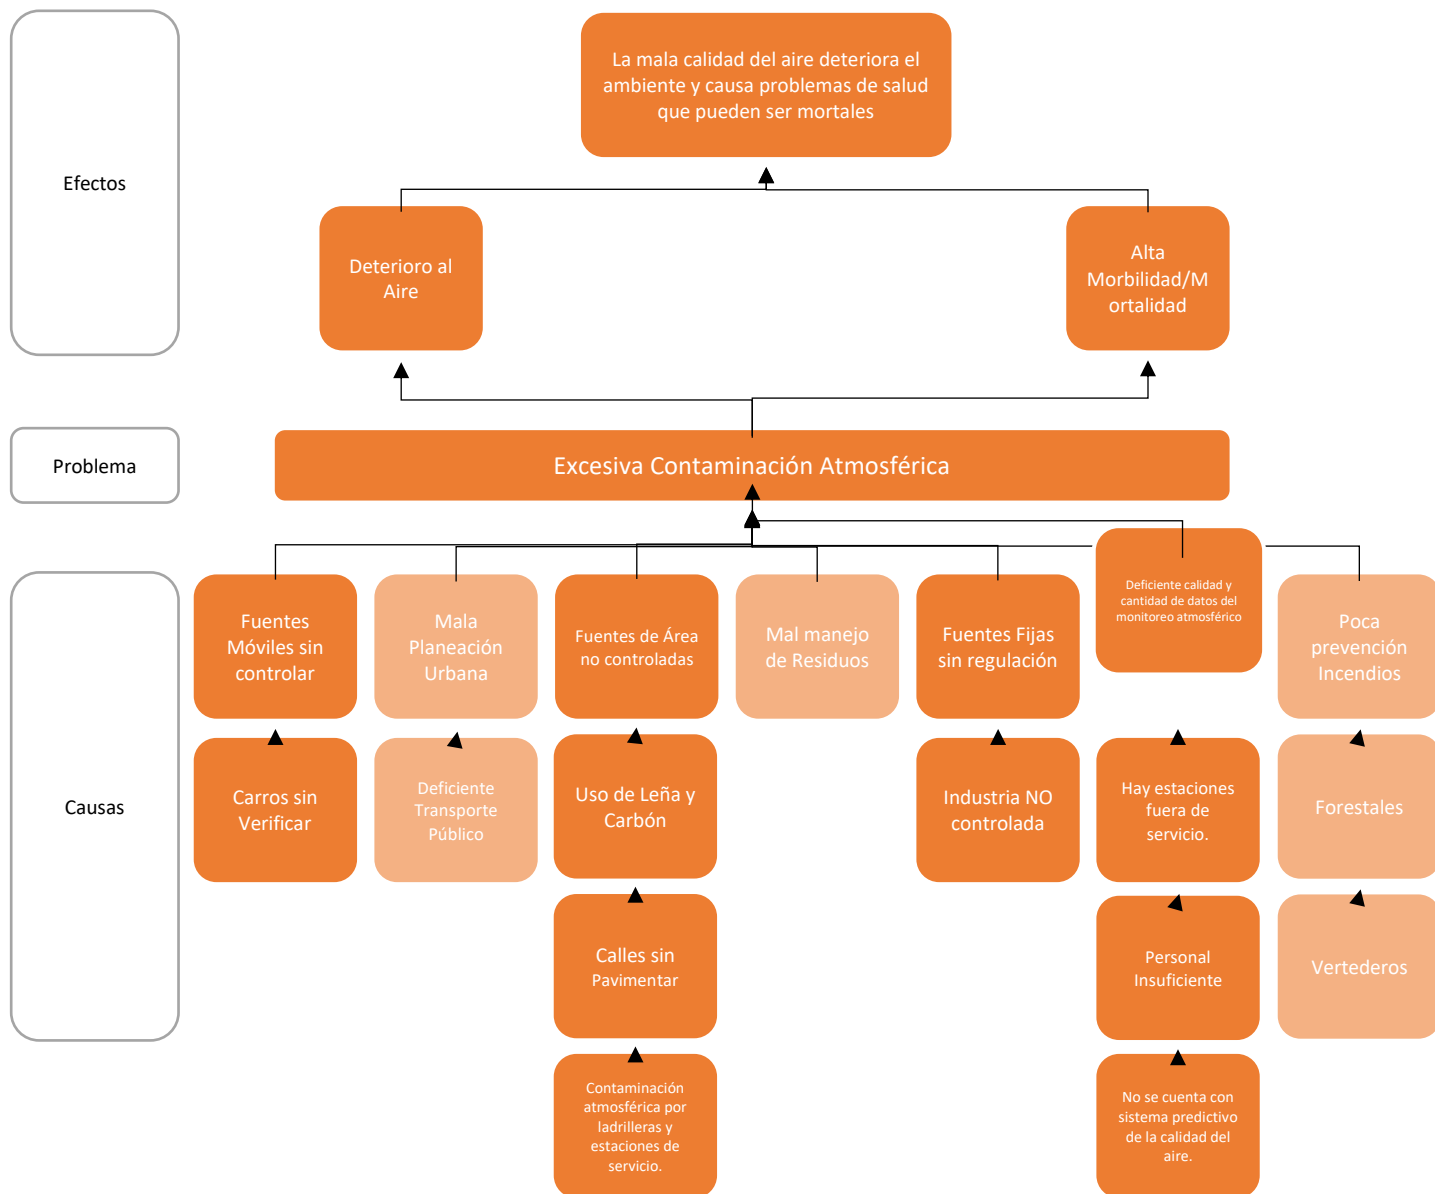 La mala calidad del aire deteriora el
ambiente y causa problemas de salud
que pueden ser mortales
Efectos
Deterioro al
Aire
Alta
Morbilidad/M
ortalidad
Problema
Excesiva Contaminación Atmosférica
Causas
Fuentes
Móviles sin
controlar
Mala
Planeación
Urbana
Fuentes de Área
no controladas
Mal manejo
de Residuos
Fuentes Fijas
sin regulación
Deficiente calidad y
cantidad de datos del
monitoreo atmosférico
Poca
prevención
Incendios
Carros sin
Verificar
Deficiente
Transporte
Público
Uso de Leña y
Carbón
Industria NO
controlada
Hay estaciones
fuera de
servicio.
Forestales
Calles sin
Pavimentar
Personal
Insuficiente
Vertederos
Contaminación
atmosférica por
ladrilleras y
estaciones de
servicio.
No se cuenta con
sistema predictivo
de la calidad del
aire.